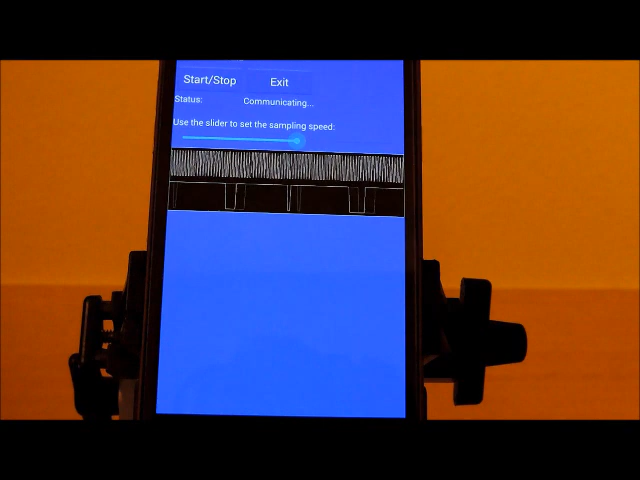 Start/Stop Exit
Status: Communicating...
Use the slider to set the sampling speed: